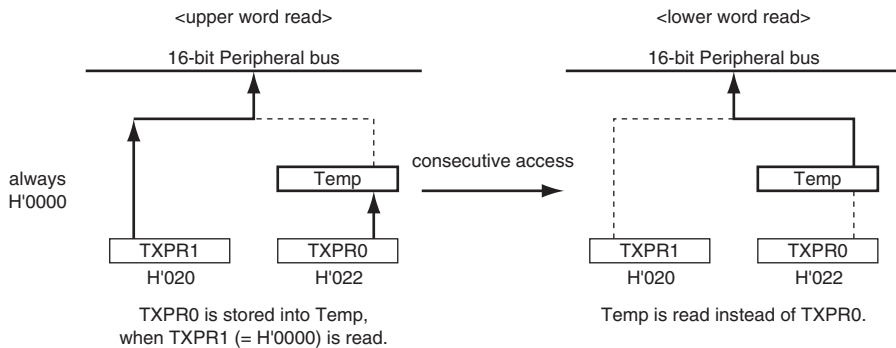 <upper word read>
16-bit Peripheral bus
always
H'0000
Temp
TXPR1
TXPR0
H'020
H'022
TXPR0 is stored into Temp,
when TXPR1 (= H'0000) is read.
consecutive access
<lower word read>
16-bit Peripheral bus
Temp
TXPR1
TXPR0
H'020
H'022
Temp is read instead of TXPR0.